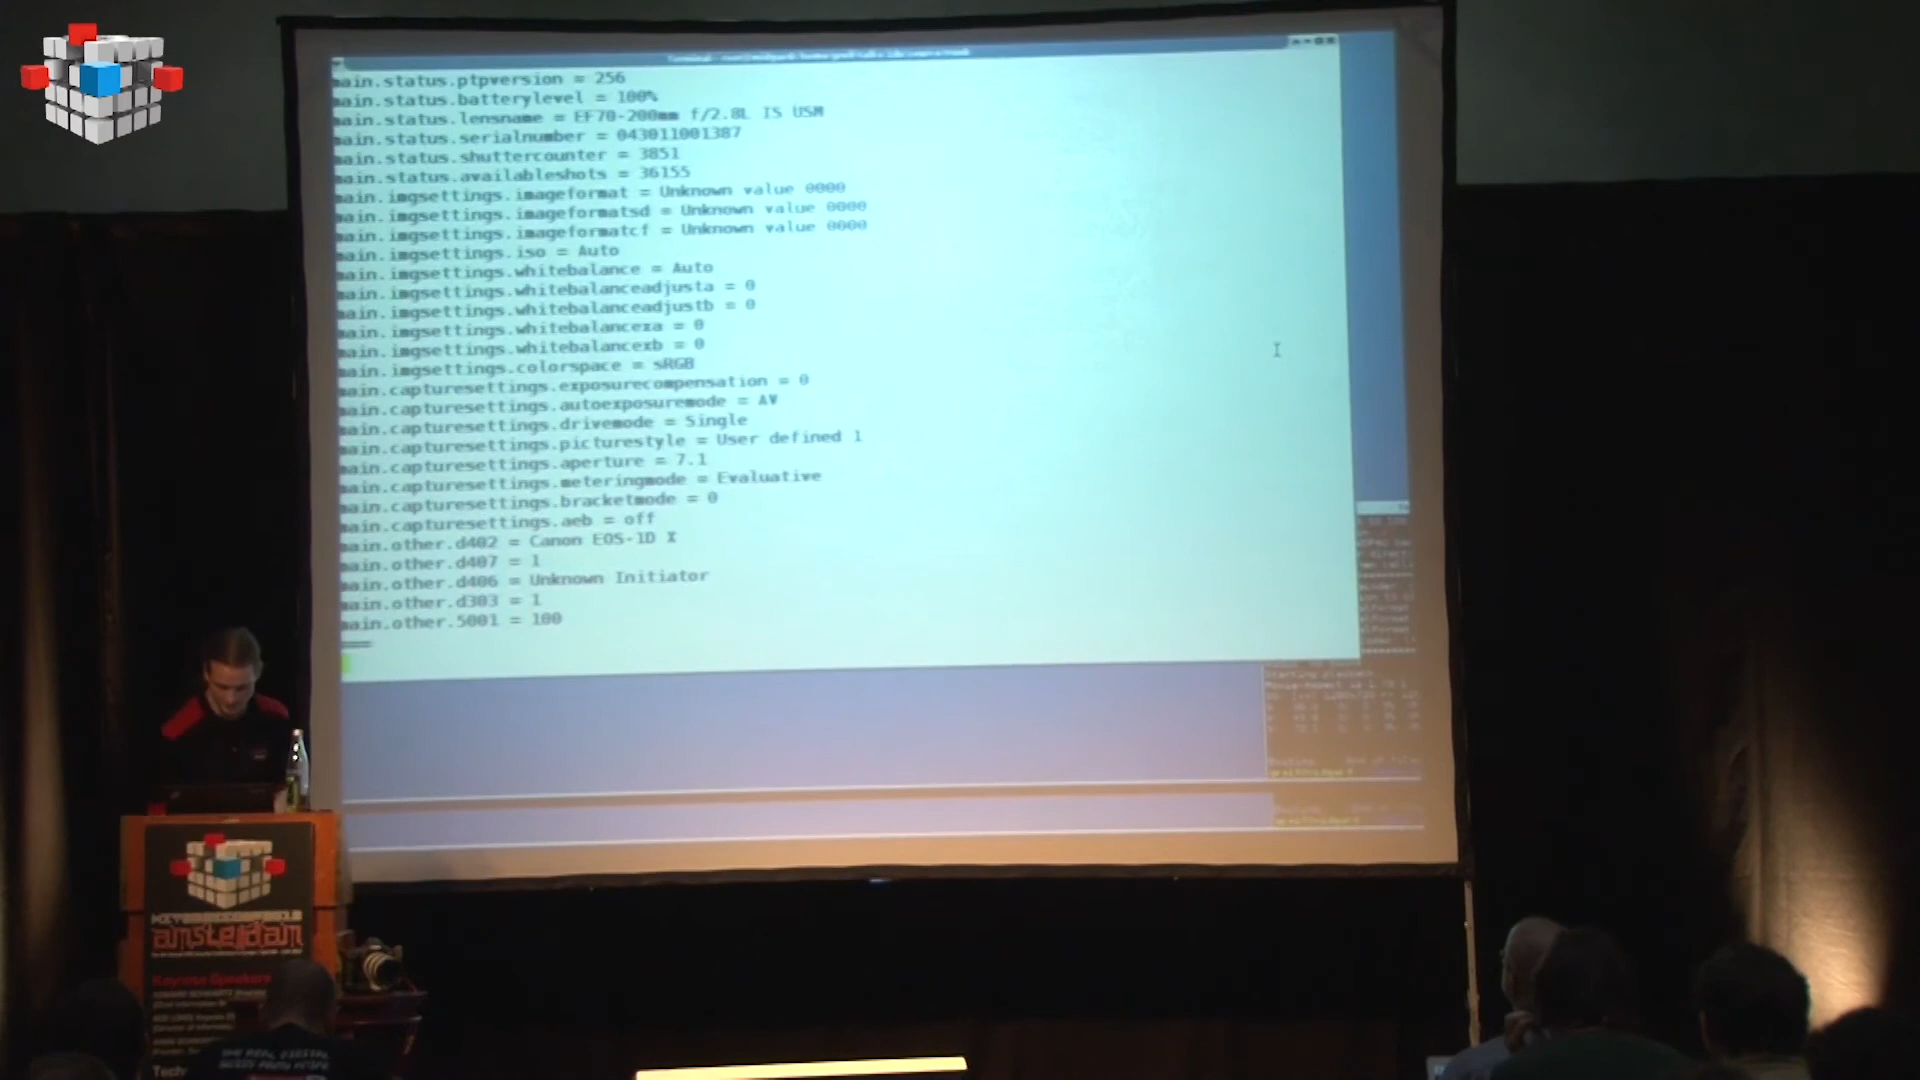 main.status.ptpversion = 256
main.status.batterylevel = 100%
main.status.lensname = EF70-200mm f/2.8L IS USM
main.status.serialnumber = 043011001387
main.status.shuttercounter = 3851
main.status.availableshots = 36155
main.imgsettings.imageformat = Unknown value 0000
main.imgsettings.imageformatsd = Unknown value 0000
main.imgsettings.imageformatcf = Unknown value 0000
main.imgsettings.iso = Auto
main.imgsettings.whitebalance = Auto
main.imgsettings.whitebalanceadjusta = 0
main.imgsettings.whitebalanceadjustb = 0
main.imgsettings.whitebalancexa = 0
main.imgsettings.whitebalancexb = 0
main.imgsettings.colorspace = sRGB
main.capturesettings.exposurecompensation = 0
main.capturesettings.autoexposuremode = AV
main.capturesettings.drivemode = Single
main.capturesettings.picturestyle = User defined 1
main.capturesettings.aperture = 7.1
main.capturesettings.meteringmode = Evaluative
main.capturesettings.bracketmode = 0
main.capturesettings.aeb = off
main.other.d402 = Canon EOS-1D X
main.other.d407 = 1
main.other.d406 = Unknown Initiator
main.other.d303 = 1
main.other.5001 = 100
amsterdam
Keynote Speakers
Tech